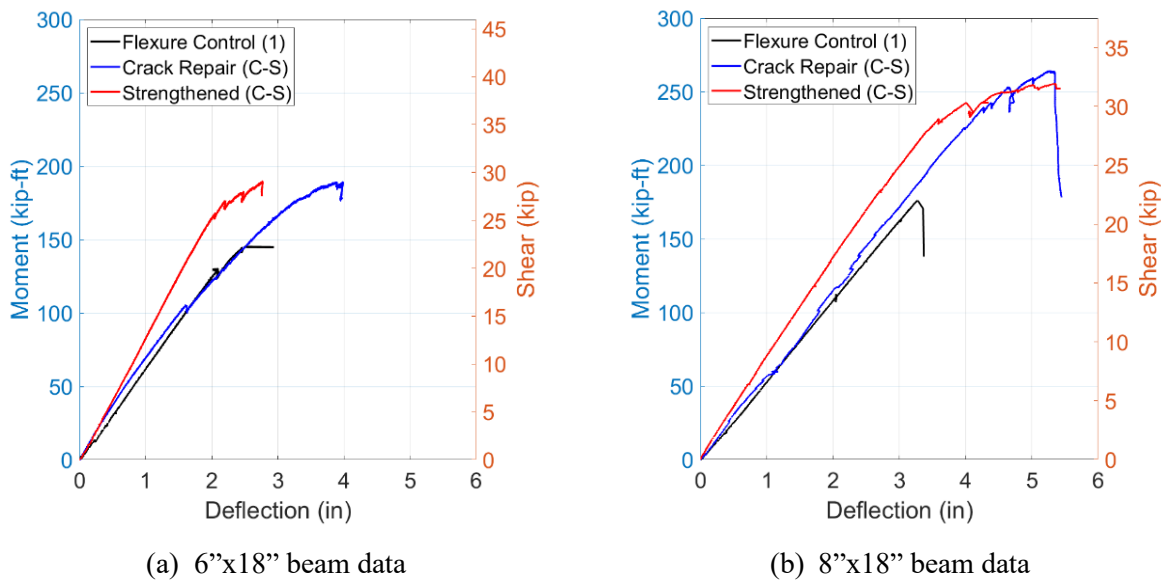 Flexure Control (1)
Crack Repair (C-S)
Strengthened (C-S)
300
250
200
150
100
50
0
Moment (kip-ft)
45
40
35
30
25
20
15
10
5
0
Shear (kip)
0 1 2 3 4 5 6
Deflection (in)
(a) 6”x18” beam data
Flexure Control (1)
Crack Repair (C-S)
Strengthened (C-S)
300
250
200
150
100
50
0
Moment (kip-ft)
35
30
25
20
15
10
5
0
Shear (kip)
0 1 2 3 4 5 6
Deflection (in)
(b) 8”x18” beam data